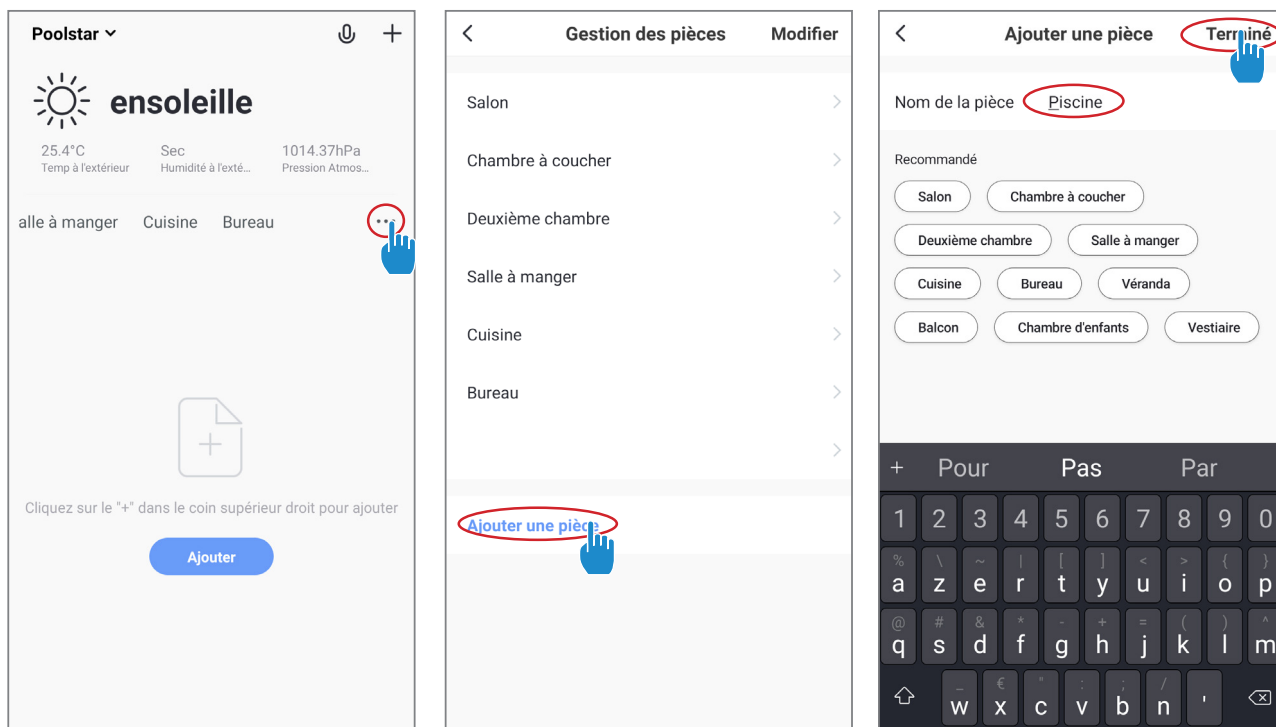 Poolstar
ensoleille
25.4°C Sec 1014.37hPa
Temp à l'extérieur Humidité à l'exté... Pression Atmos...
alle à manger Cuisine Bureau ...
Cliquez sur le "+" dans le coin supérieur droit pour ajouter
Ajouter
Gestion des pièces Modifier
Salon
Chambre à coucher
Deuxième chambre
Salle à manger
Cuisine
Bureau
Ajouter une pièce
Ajouter une pièce Terminé
Nom de la pièce Piscine
Recommandé
Salon Chambre à coucher
Deuxième chambre Salle à manger
Cuisine Bureau Véranda
Balcon Chambre d'enfants Vestiaire
+ Pour Pas Par
1 2 3 4 5 6 7 8 9 0
% \ ~ | [ ] < > { }
a z e r t y u i o p
@ # & * - + = ( ) ^
q s d f g h j k l m
_ € " : ; /
w x c v b n '